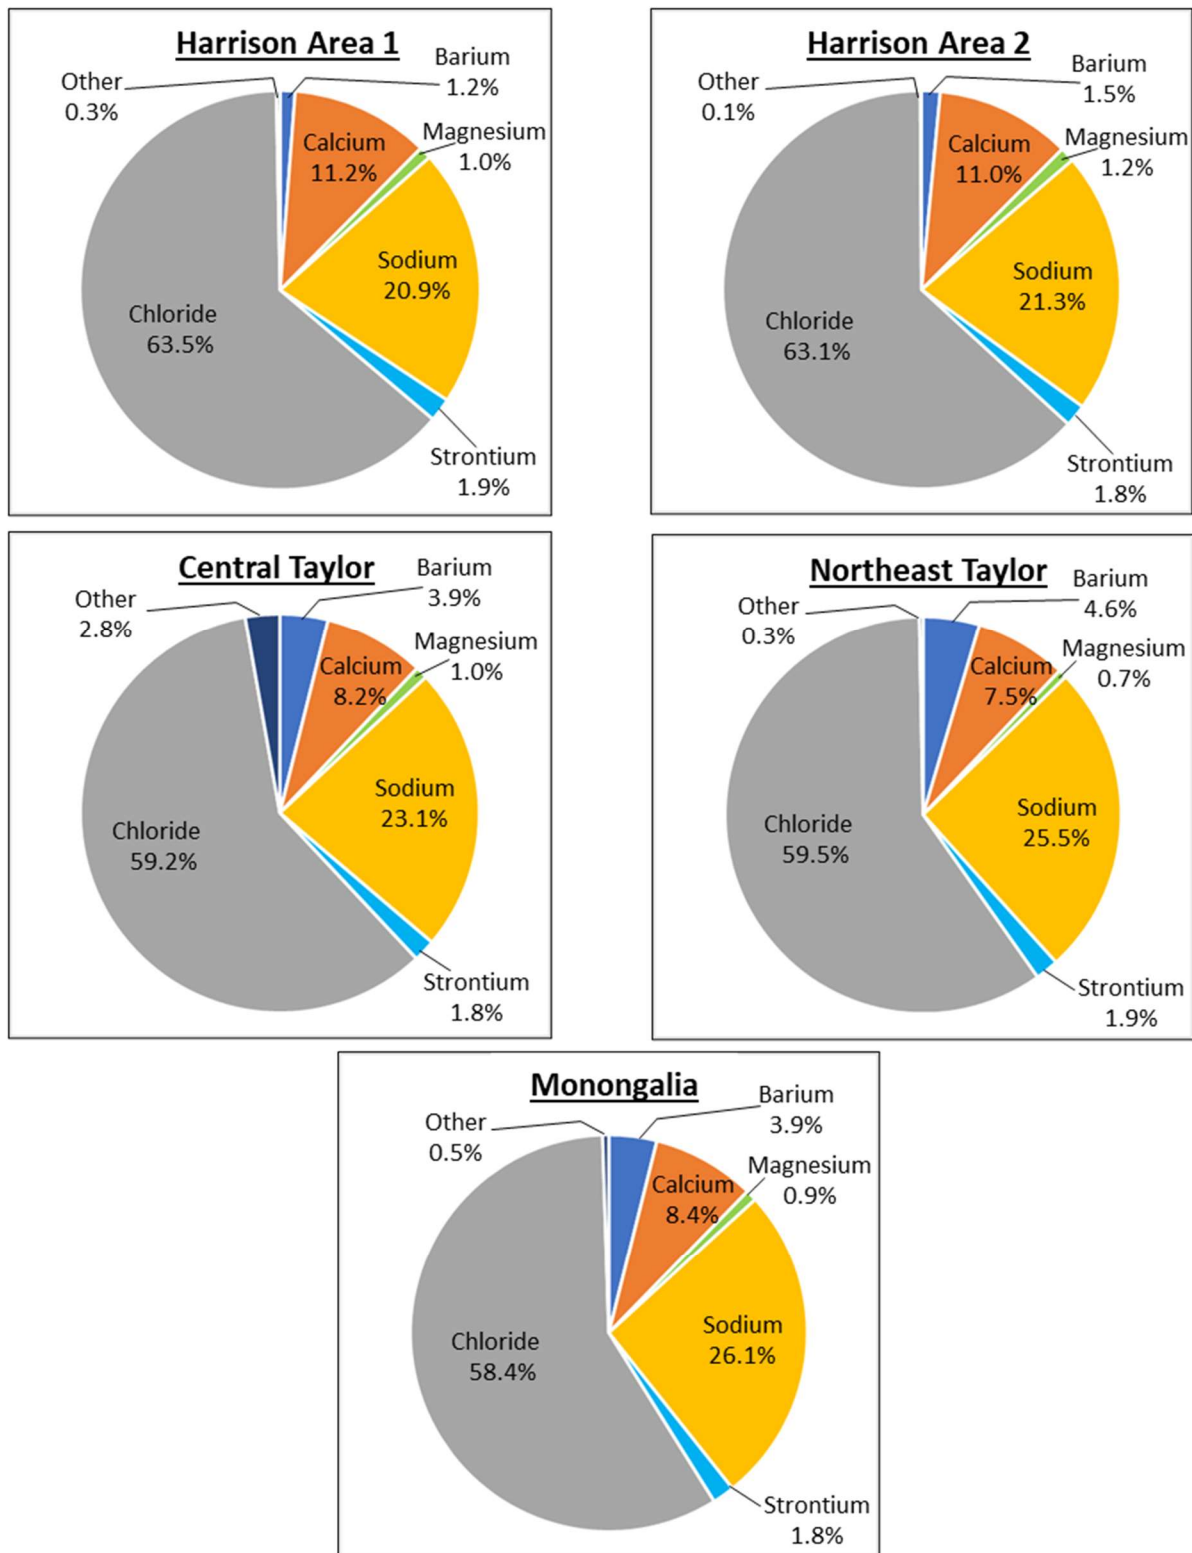 Harrison Area 1
Other
0.3%
Barium
1.2%
Calcium
11.2%
Magnesium
1.0%
Sodium
20.9%
Chloride
63.5%
Strontium
1.9%
Harrison Area 2
Other
0.1%
Barium
1.5%
Calcium
11.0%
Magnesium
1.2%
Sodium
21.3%
Chloride
63.1%
Strontium
1.8%
Central Taylor
Other
2.8%
Barium
3.9%
Calcium
8.2%
Magnesium
1.0%
Sodium
23.1%
Chloride
59.2%
Strontium
1.8%
Northeast Taylor
Other
0.3%
Barium
4.6%
Calcium
7.5%
Magnesium
0.7%
Sodium
25.5%
Chloride
59.5%
Strontium
1.9%
Monongalia
Other
0.5%
Barium
3.9%
Calcium
8.4%
Magnesium
0.9%
Sodium
26.1%
Chloride
58.4%
Strontium
1.8%